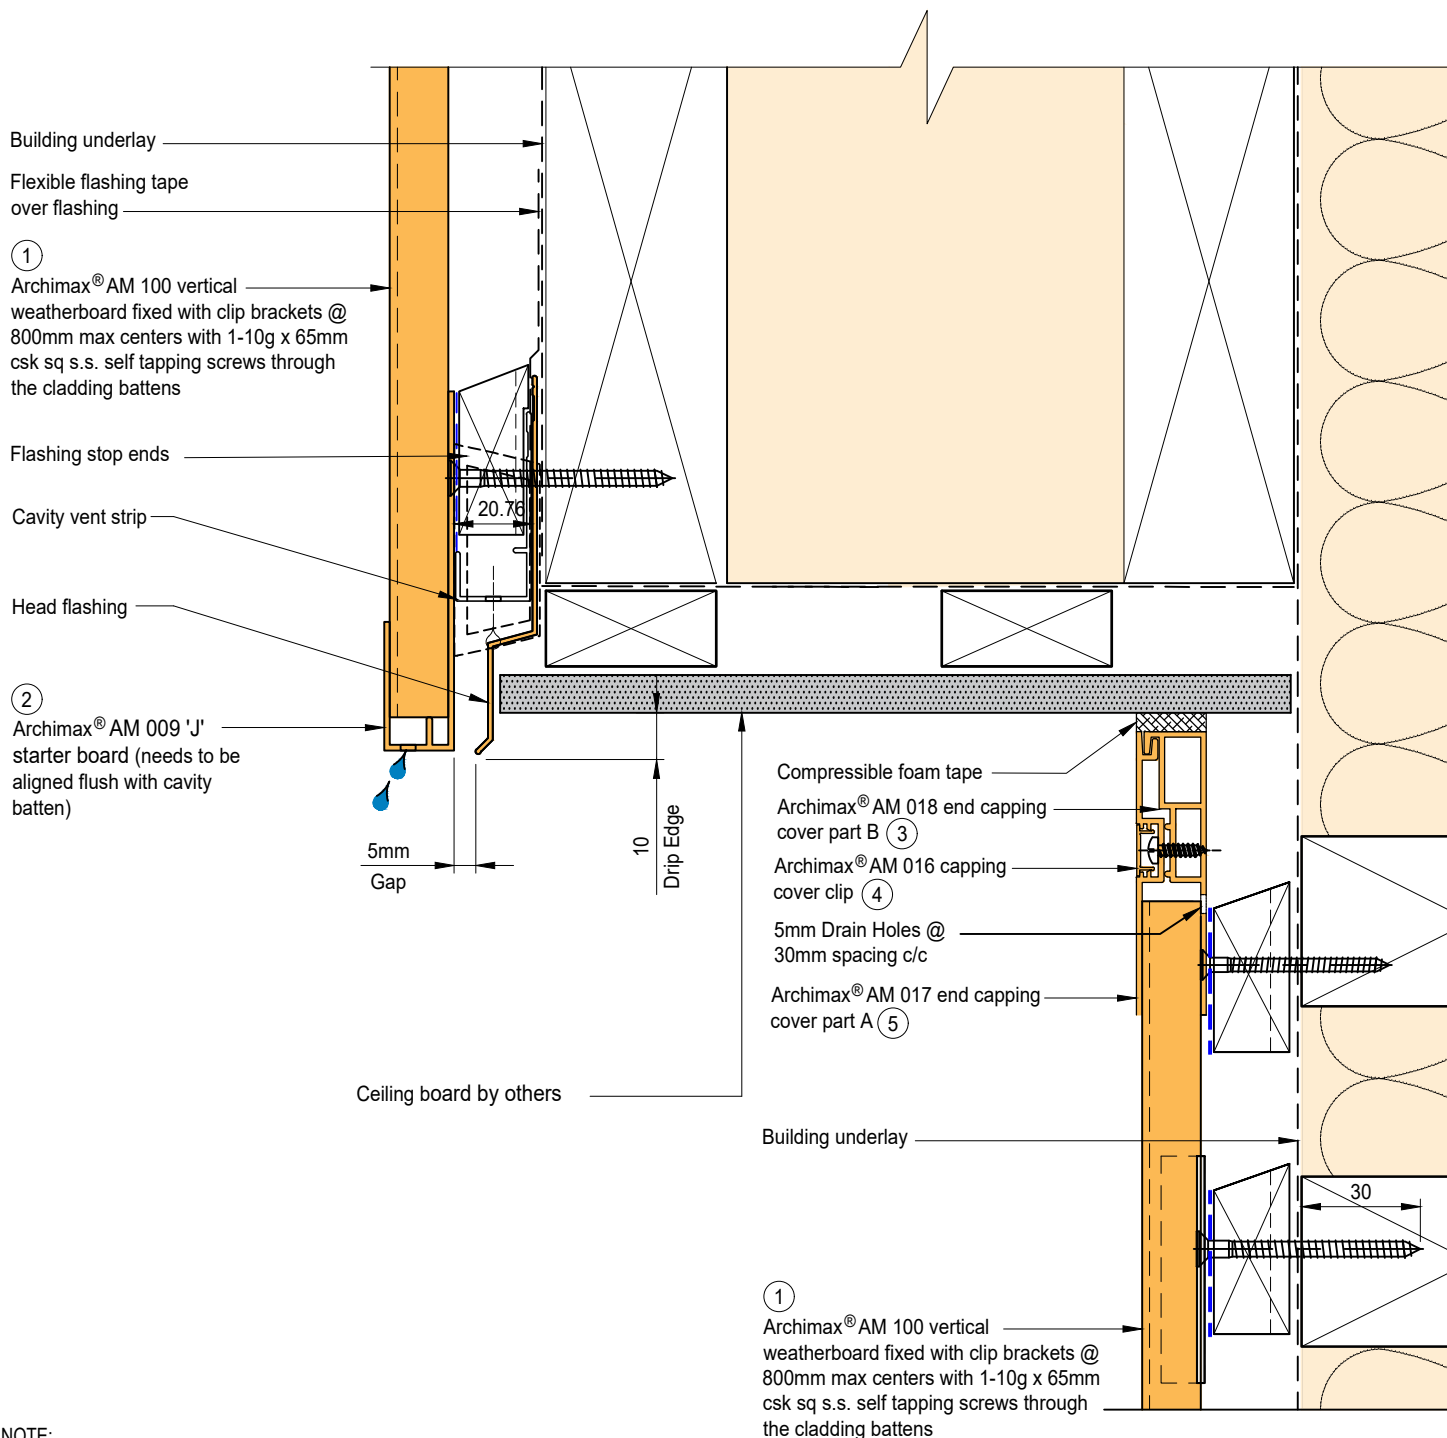 Building underlay
Flexible flashing tape
over flashing
1
Archimax® AM 100 vertical
weatherboard fixed with clip brackets @
800mm max centers with 1-10g x 65mm
csk sq s.s. self tapping screws through
the cladding battens
Flashing stop ends
20.76
Cavity vent strip
Head flashing
2
Archimax® AM 009 'J'
starter board (needs to be
aligned flush with cavity
batten)
5mm
Gap
10
Drip Edge
Compressible foam tape
Archimax® AM 018 end capping
cover part B 3
Archimax® AM 016 capping
cover clip 4
5mm Drain Holes @
30mm spacing c/c
Archimax® AM 017 end capping
cover part A 5
Ceiling board by others
Building underlay
30
1
Archimax® AM 100 vertical
weatherboard fixed with clip brackets @
800mm max centers with 1-10g x 65mm
csk sq s.s. self tapping screws through
the cladding battens
NOTE: